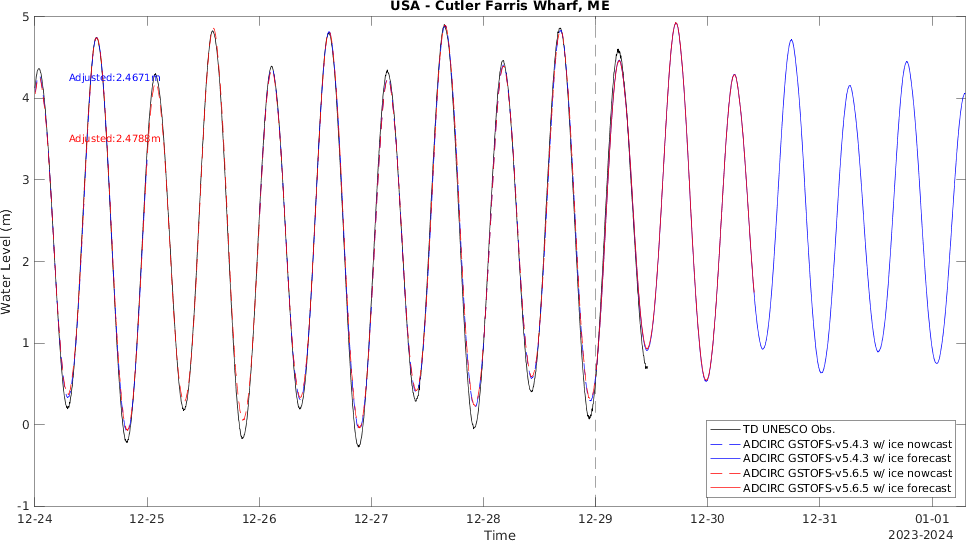 USA - Cutler Farris Wharf, ME
5
4
3
2
1
0
-1
Water Level (m)
Adjusted:2.4671m
Adjusted:2.4788m
TD UNESCO Obs.
ADCIRC GSTOFS-v5.4.3 w/ ice nowcast
ADCIRC GSTOFS-v5.4.3 w/ ice forecast
ADCIRC GSTOFS-v5.6.5 w/ ice nowcast
ADCIRC GSTOFS-v5.6.5 w/ ice forecast
12-24 12-25 12-26 12-27 12-28 12-29 12-30 12-31 01-01
Time
2023-2024